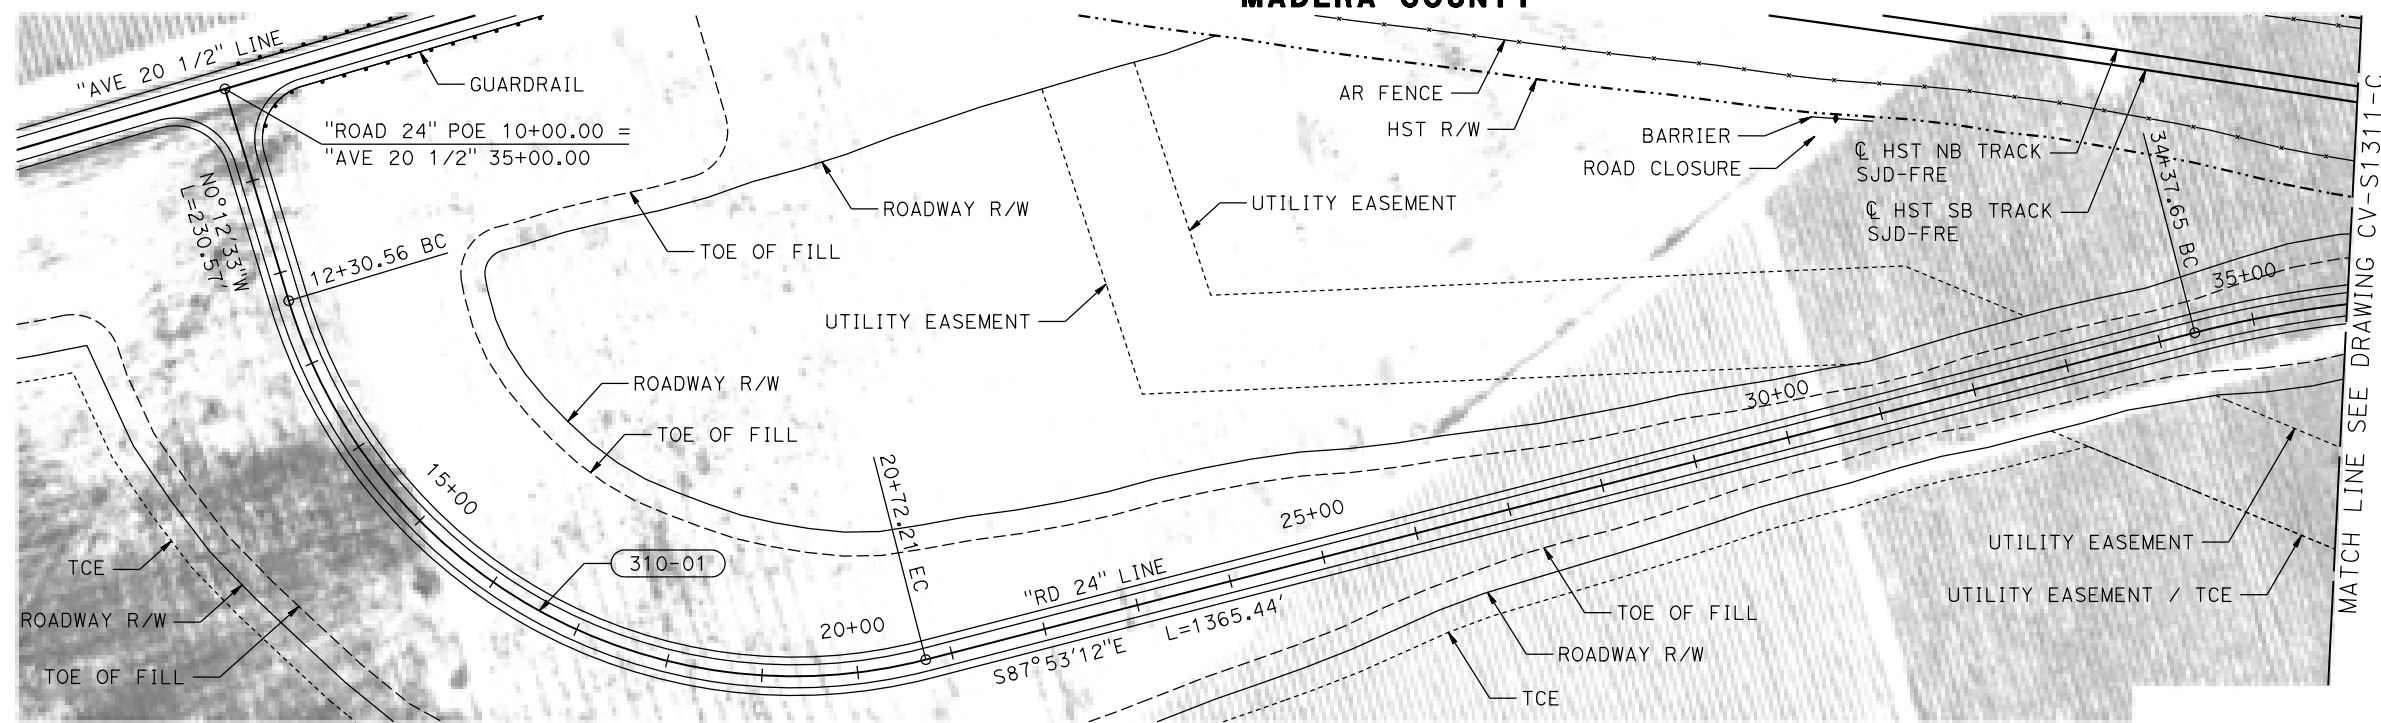 MADERA COUNTY
"AVE 20 1/2" LINE
GUARDRAIL
"ROAD 24" POE 10+00.00 =
"AVE 20 1/2" 35+00.00
N0°12'33"W
L=230.57'
12+30.56 BC
TOE OF FILL
ROADWAY R/W
UTILITY EASEMENT
UTILITY EASEMENT
AR FENCE
HST R/W
BARRIER
ROAD CLOSURE
℄ HST NB TRACK
SJD-FRE
℄ HST SB TRACK
SJD-FRE
34+37.65 BC
35+00
MATCH LINE SEE DRAWING CV-S1311-C
ROADWAY R/W
TOE OF FILL
30+00
15+00
20+72.21 EC
25+00
310-01
TCE
ROADWAY R/W
TOE OF FILL
20+00
"RD 24" LINE
S87°53'12"E
L=1365.44'
UTILITY EASEMENT
UTILITY EASEMENT / TCE
TOE OF FILL
ROADWAY R/W
TCE